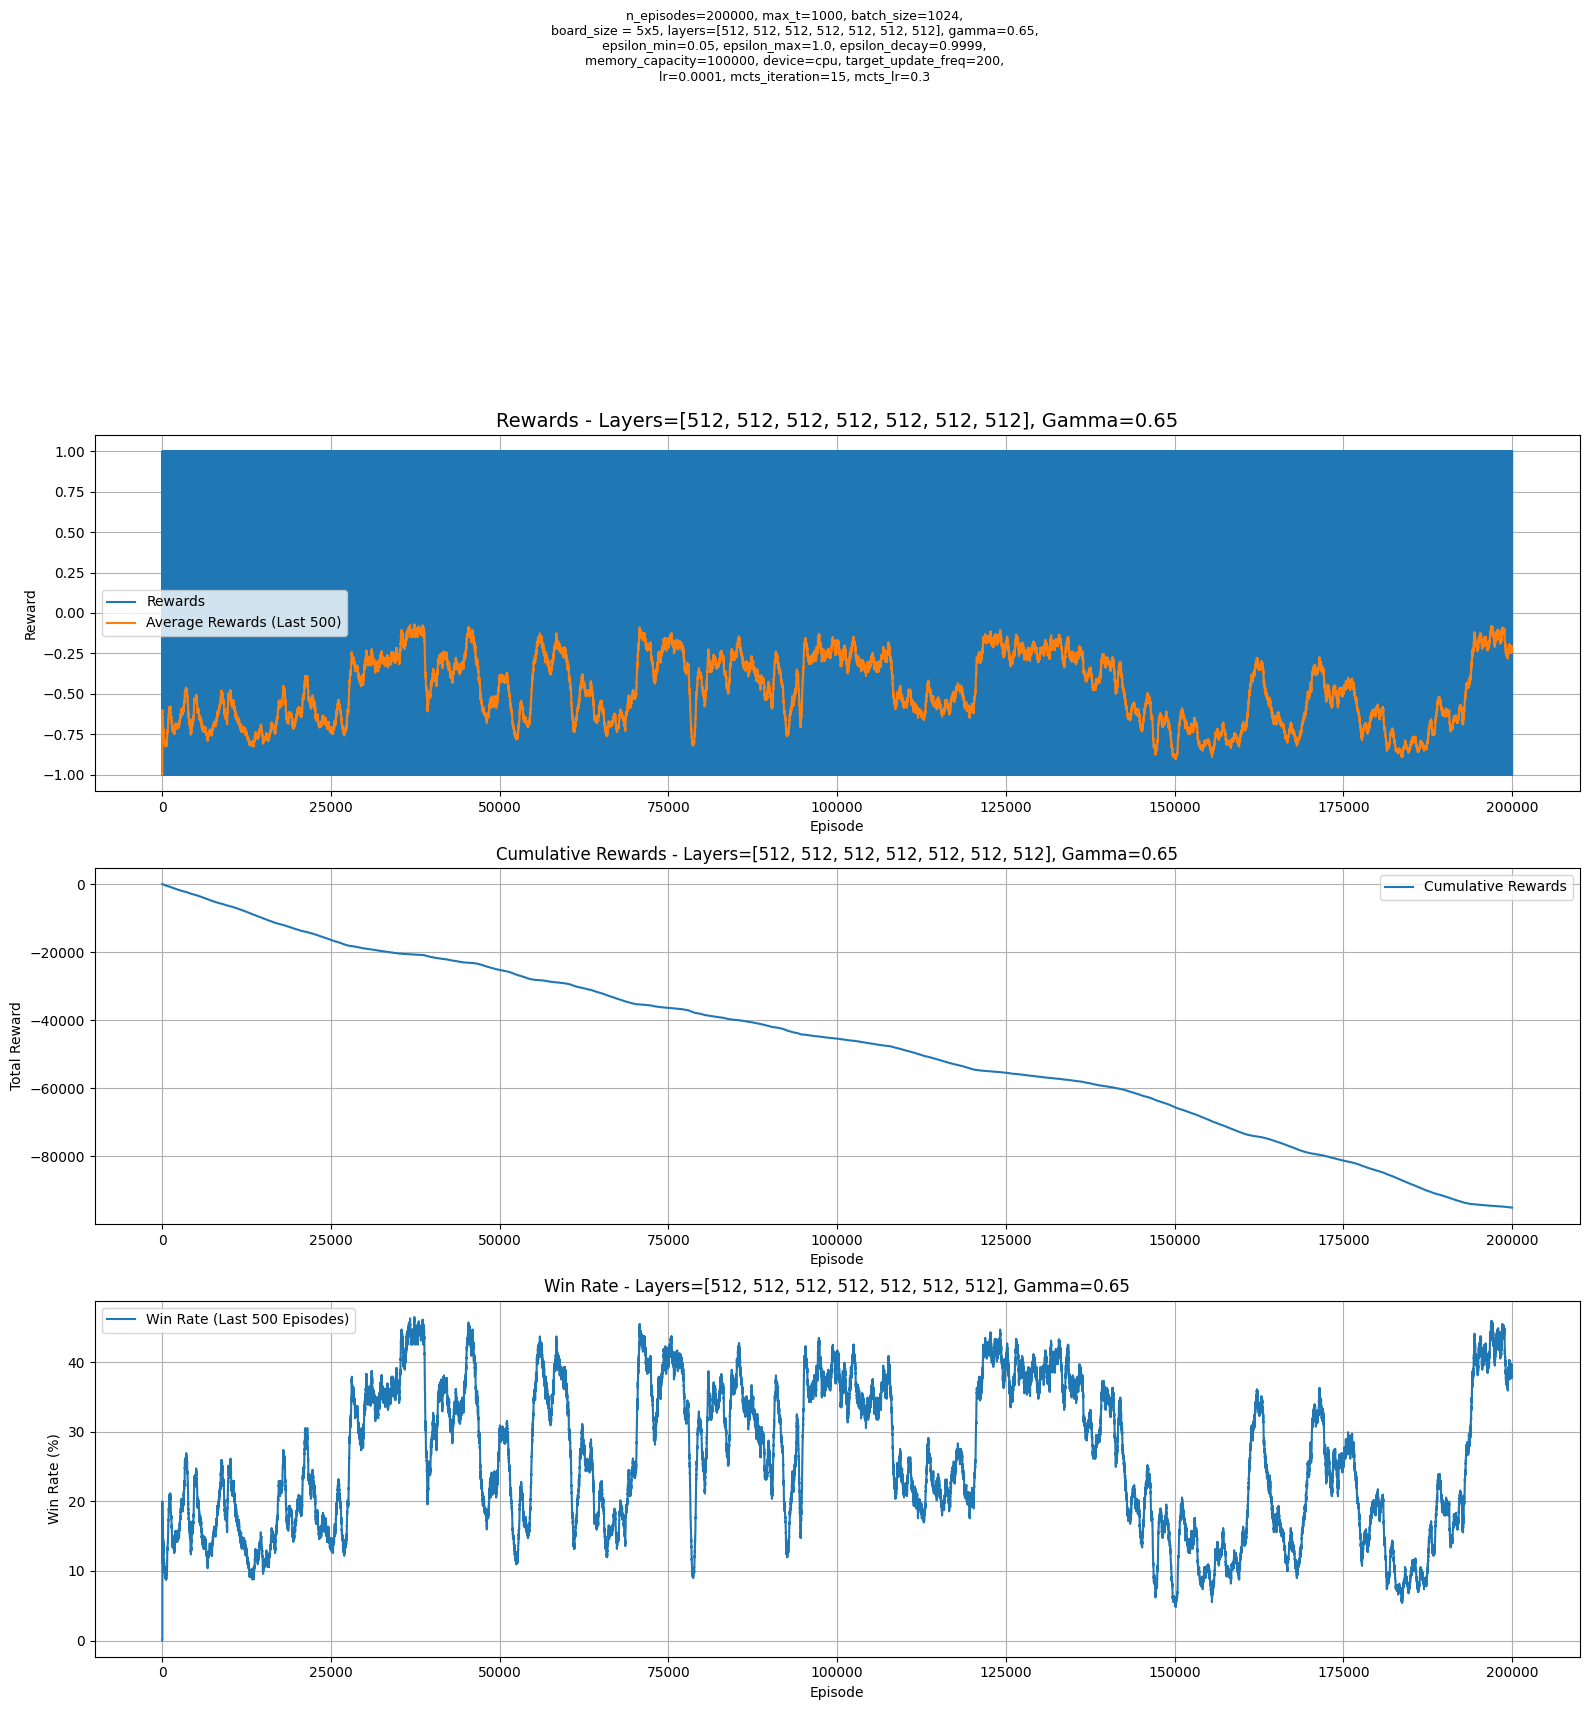 n_episodes=200000, max_t=1000, batch_size=1024,
board_size = 5x5, layers=[512, 512, 512, 512, 512, 512, 512], gamma=0.65,
epsilon_min=0.05, epsilon_max=1.0, epsilon_decay=0.9999,
memory_capacity=100000, device=cpu, target_update_freq=200,
lr=0.0001, mcts_iteration=15, mcts_lr=0.3
Rewards - Layers=[512, 512, 512, 512, 512, 512, 512], Gamma=0.65
1.00
0.75
0.50
0.25
0.00
−0.25
−0.50
−0.75
−1.00
Reward
Rewards
Average Rewards (Last 500)
0 25000 50000 75000 100000 125000 150000 175000 200000
Episode
Cumulative Rewards - Layers=[512, 512, 512, 512, 512, 512, 512], Gamma=0.65
0
−20000
−40000
−60000
−80000
Total Reward
Cumulative Rewards
0 25000 50000 75000 100000 125000 150000 175000 200000
Episode
Win Rate - Layers=[512, 512, 512, 512, 512, 512, 512], Gamma=0.65
40
30
20
10
0
Win Rate (%)
Win Rate (Last 500 Episodes)
0 25000 50000 75000 100000 125000 150000 175000 200000
Episode